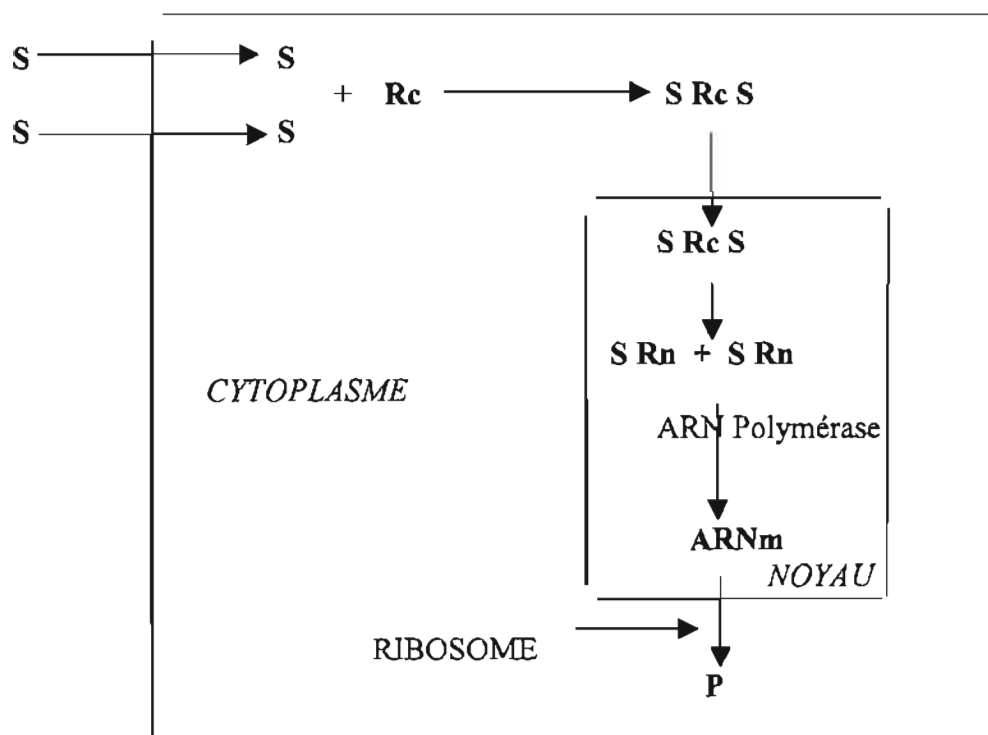 S S
+ Rc S Rc S
S S
S Rc S
S Rn + S Rn
CYTOPLASME
ARN Polymérase
ARNm
NOYAU
RIBOSOME
P